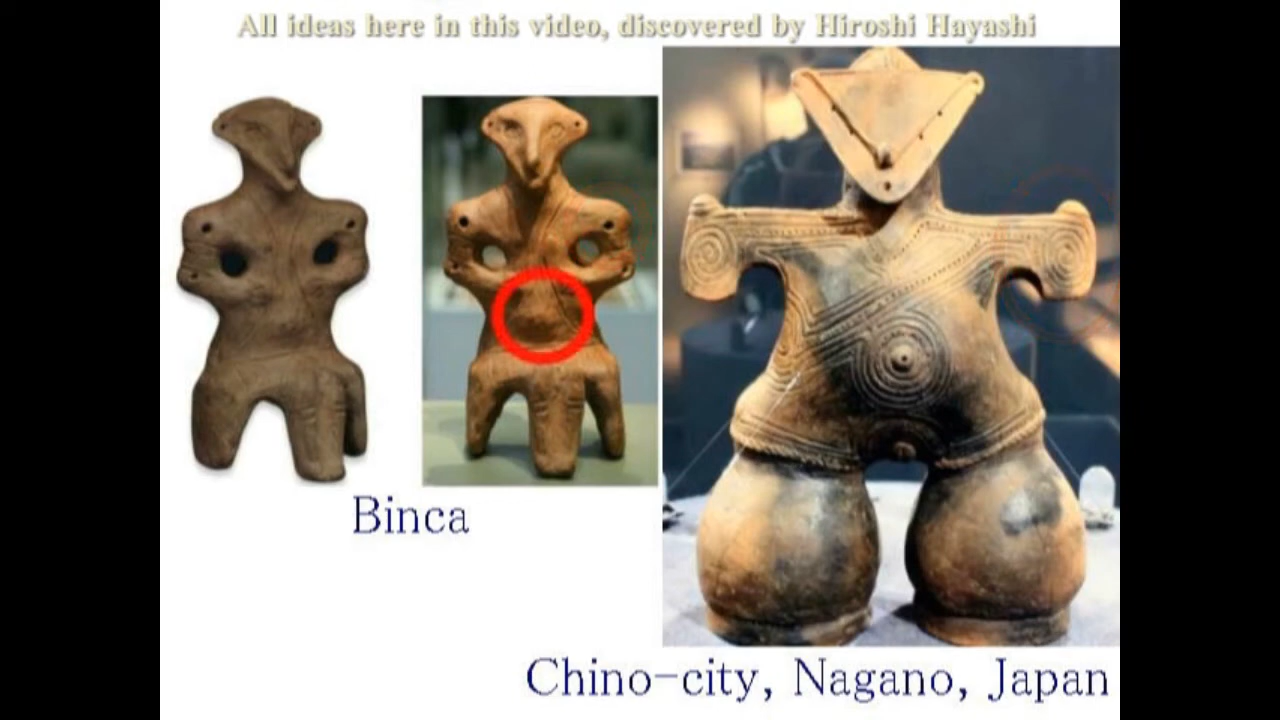 All ideas here in this video, discovered by Hiroshi Hayashi
Binca
Chino-city, Nagano, Japan